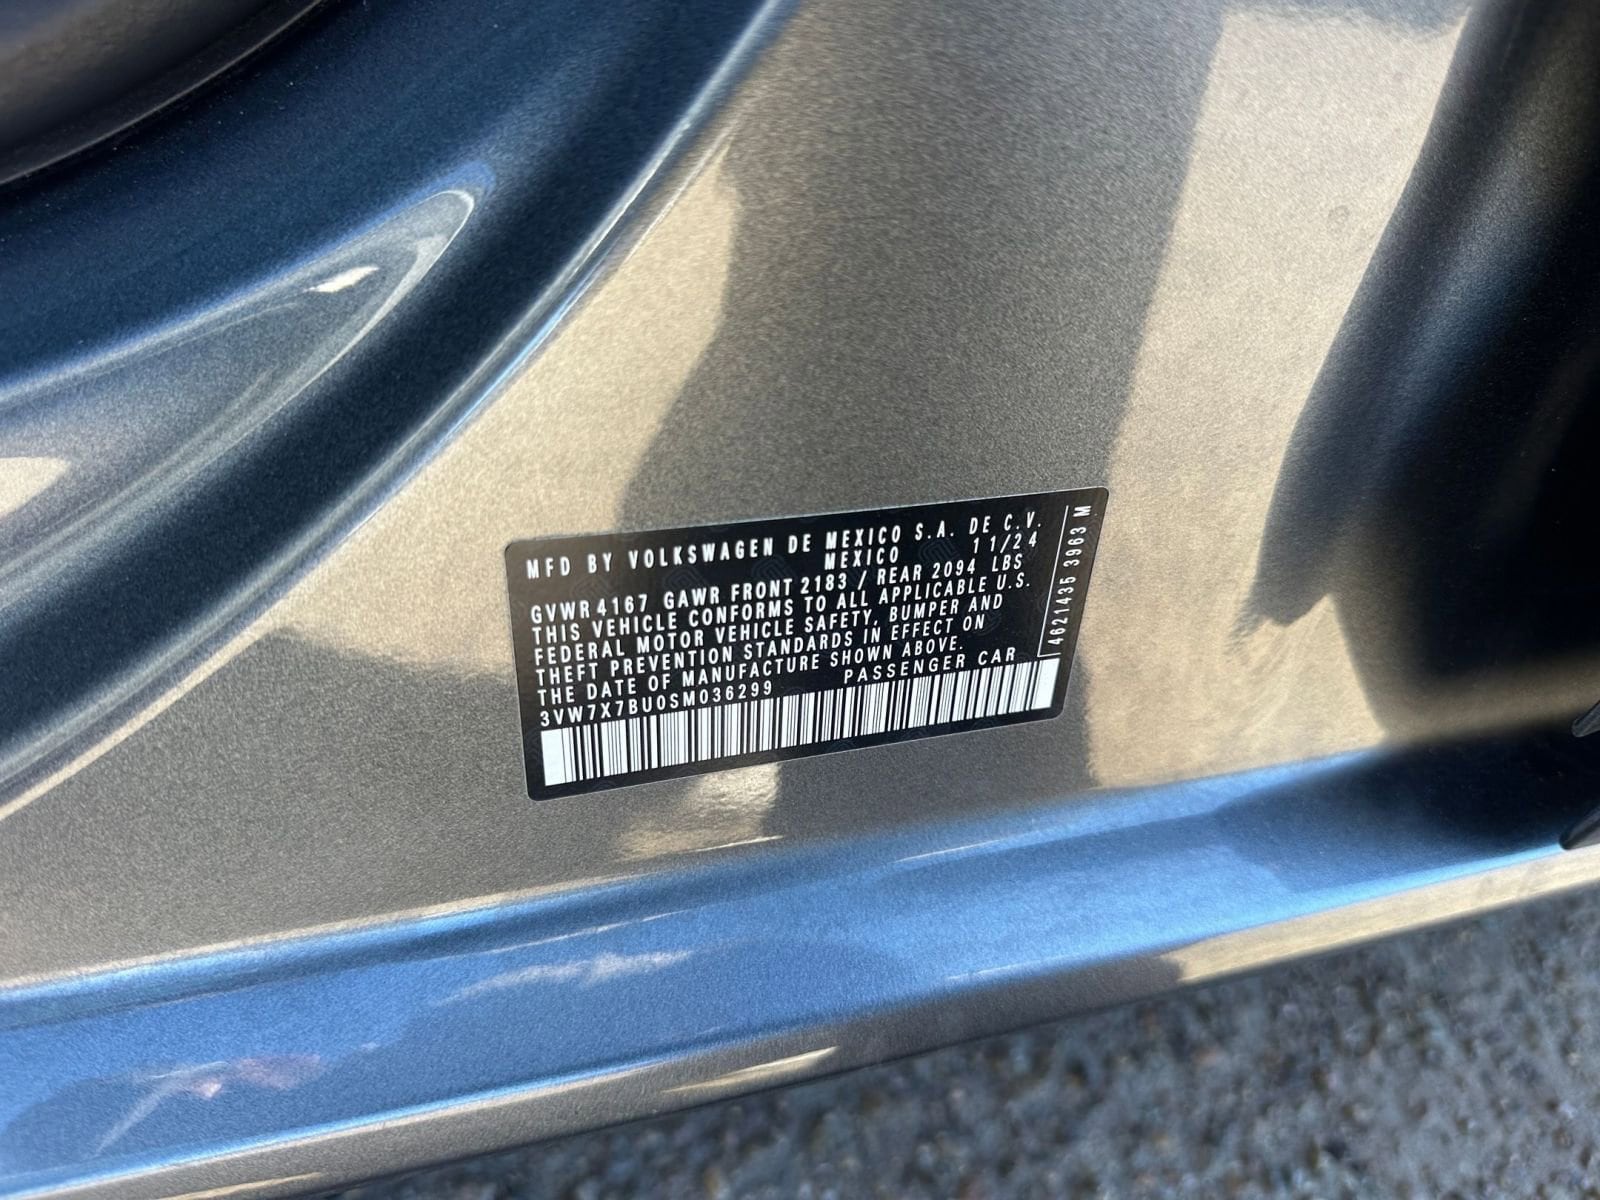 MFD BY VOLKSWAGEN DE MEXICO S.A. DE C.V.
MEXICO 11/24
GVWR 4167 GAWR FRONT 2183 / REAR 2094 LBS
THIS VEHICLE CONFORMS TO ALL APPLICABLE U.S.
FEDERAL MOTOR VEHICLE SAFETY, BUMPER AND
THEFT PREVENTION STANDARDS IN EFFECT ON
THE DATE OF MANUFACTURE SHOWN ABOVE.
3VW7X7BU0SM036299 PASSENGER CAR
4621435 3963 M